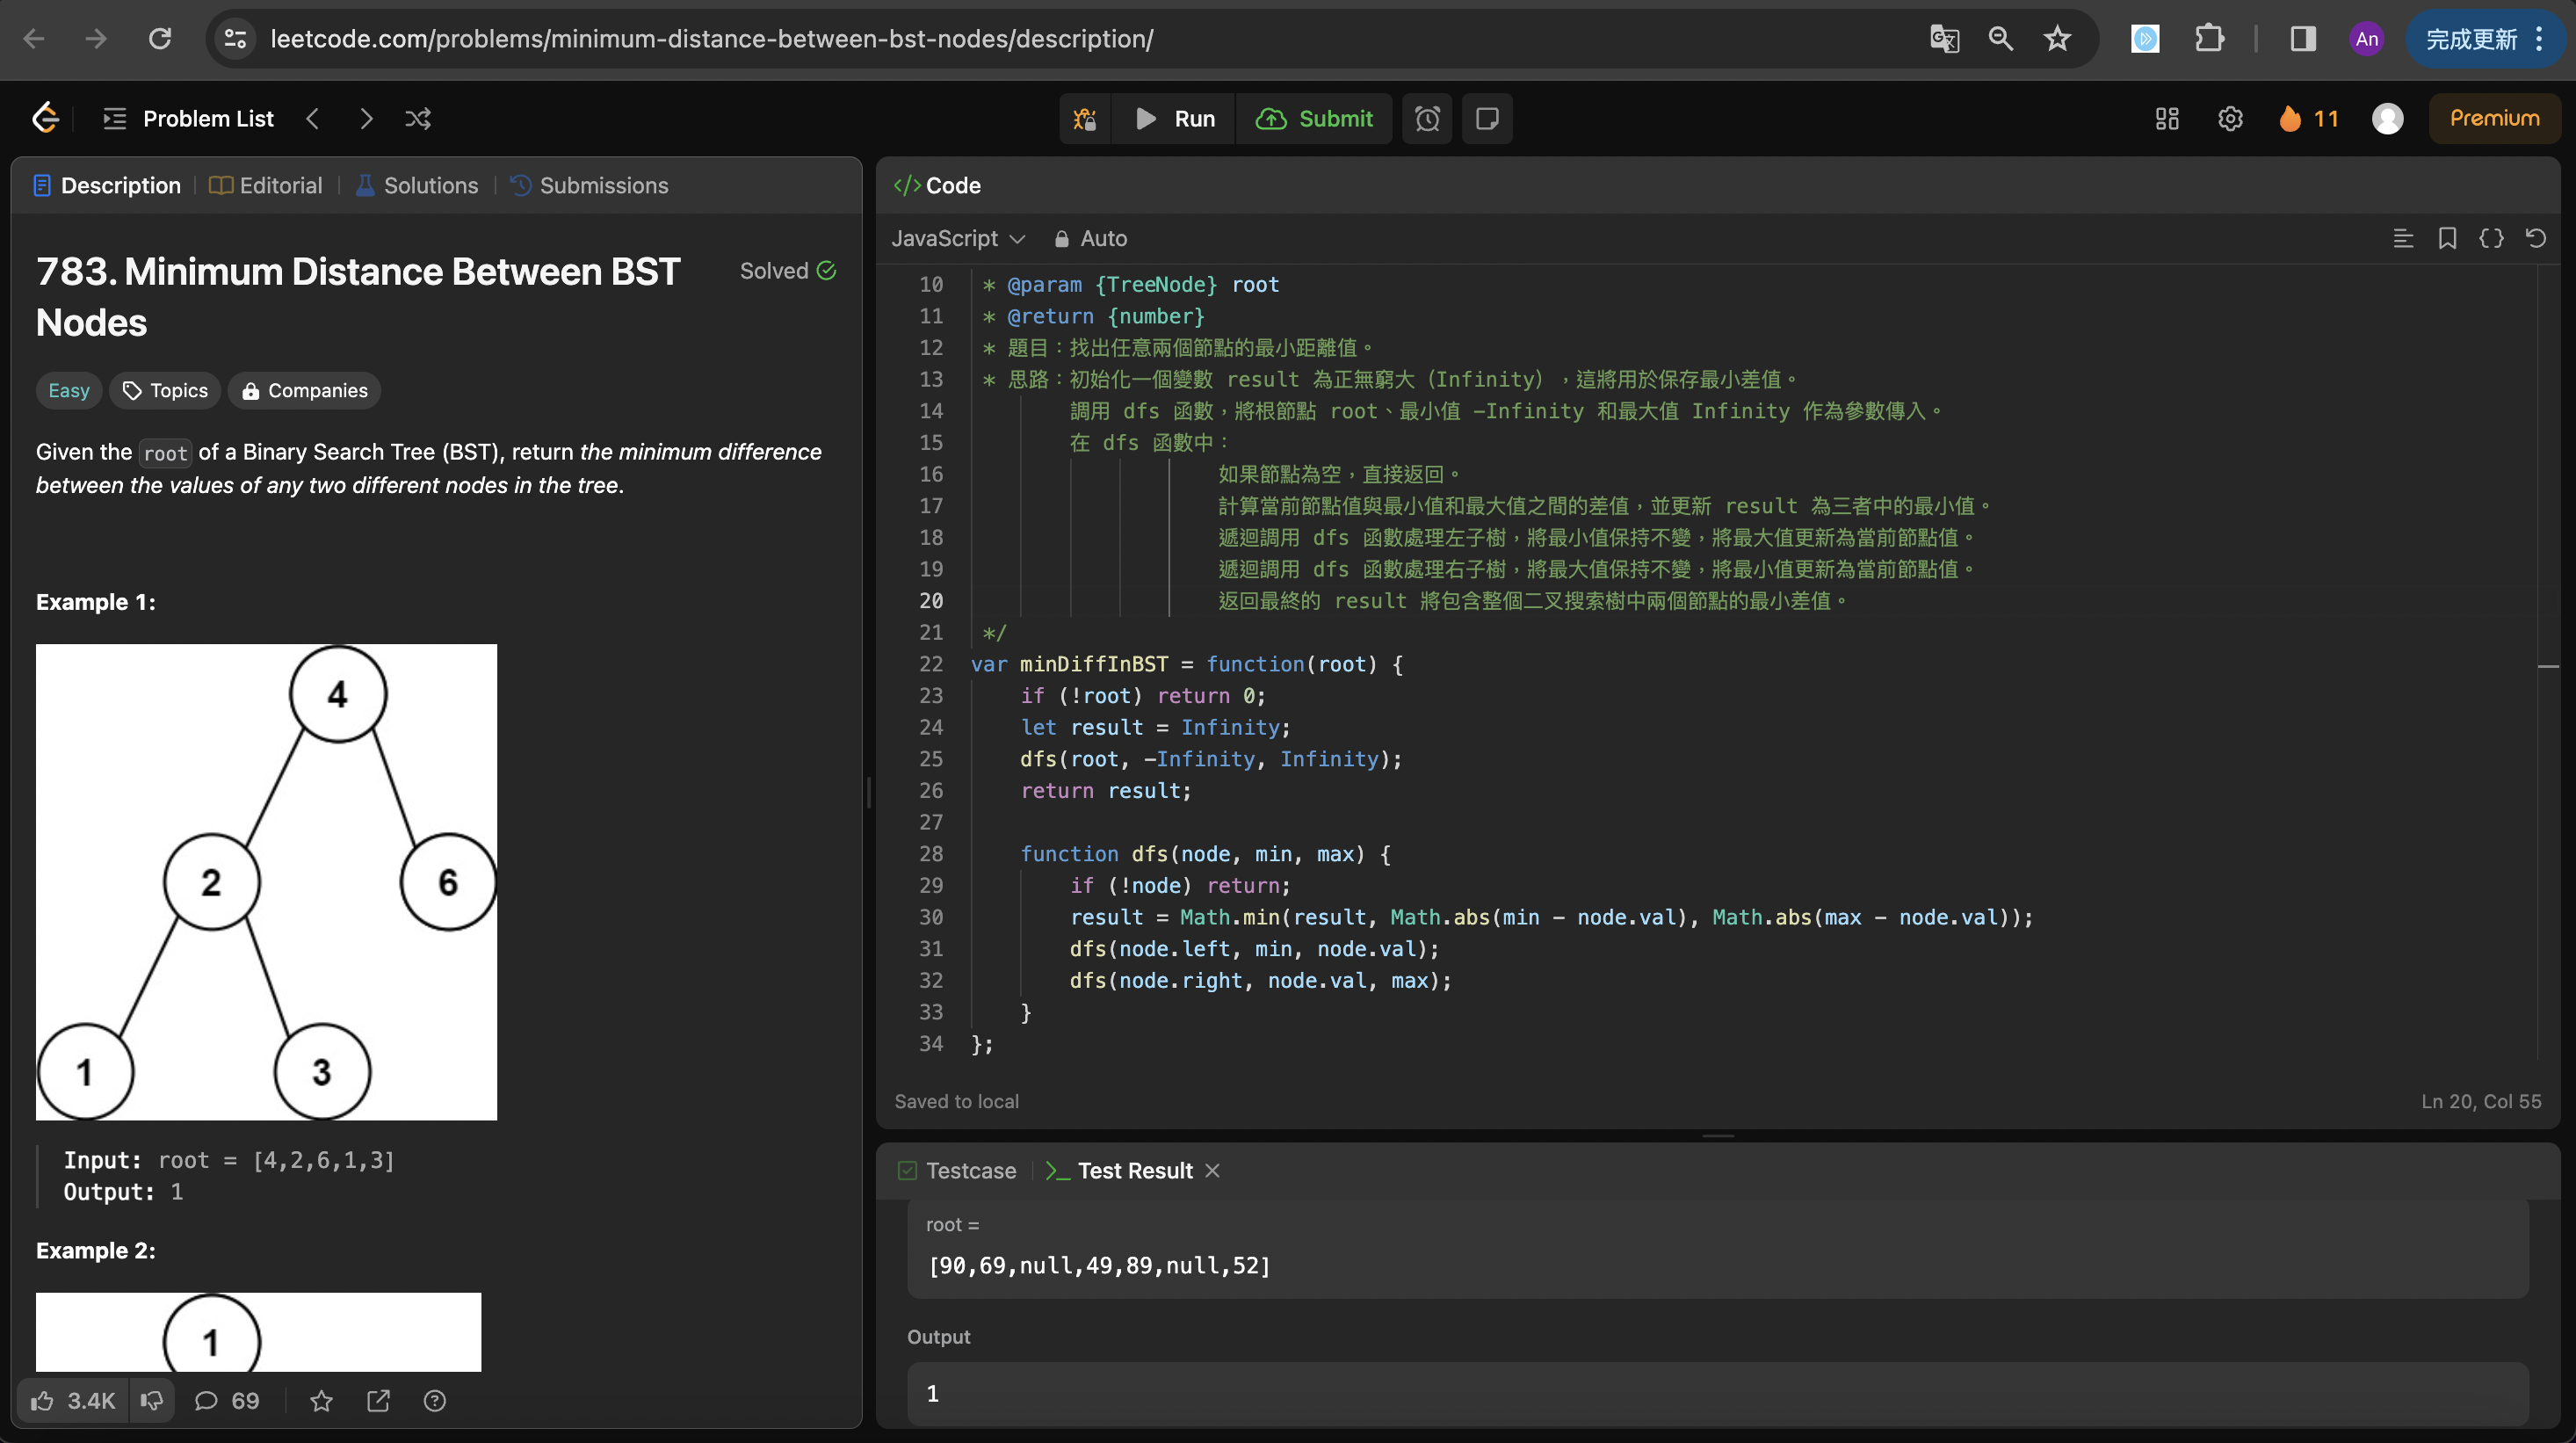 leetcode.com/problems/minimum-distance-between-bst-nodes/description/
An
完成更新
Problem List
Run
Submit
11
Premium
Description
Editorial
Solutions
Submissions
783. Minimum Distance Between BST
Nodes
Solved
Easy
Topics
Companies
Given the root of a Binary Search Tree (BST), return the minimum difference
between the values of any two different nodes in the tree.
Example 1:
4
2
6
1
3
Input: root = [4,2,6,1,3]
Output: 1
Example 2:
1
3.4K
69
</> Code
JavaScript
Auto
10 * @param {TreeNode} root
11 * @return {number}
12 * 題目：找出任意兩個節點的最小距離值。
13 * 思路：初始化一個變數 result 為正無窮大（Infinity），這將用於保存最小差值。
14 調用 dfs 函數，將根節點 root、最小值 -Infinity 和最大值 Infinity 作為參數傳入。
15 在 dfs 函數中：
16 如果節點為空，直接返回。
17 計算當前節點值與最小值和最大值之間的差值，並更新 result 為三者中的最小值。
18 遞迴調用 dfs 函數處理左子樹，將最小值保持不變，將最大值更新為當前節點值。
19 遞迴調用 dfs 函數處理右子樹，將最大值保持不變，將最小值更新為當前節點值。
20 返回最終的 result 將包含整個二叉搜索樹中兩個節點的最小差值。
21 */
22 var minDiffInBST = function(root) {
23 if (!root) return 0;
24 let result = Infinity;
25 dfs(root, -Infinity, Infinity);
26 return result;
27
28 function dfs(node, min, max) {
29 if (!node) return;
30 result = Math.min(result, Math.abs(min - node.val), Math.abs(max - node.val));
31 dfs(node.left, min, node.val);
32 dfs(node.right, node.val, max);
33 }
34 };
Saved to local
Ln 20, Col 55
Testcase
Test Result
root =
[90,69,null,49,89,null,52]
Output
1